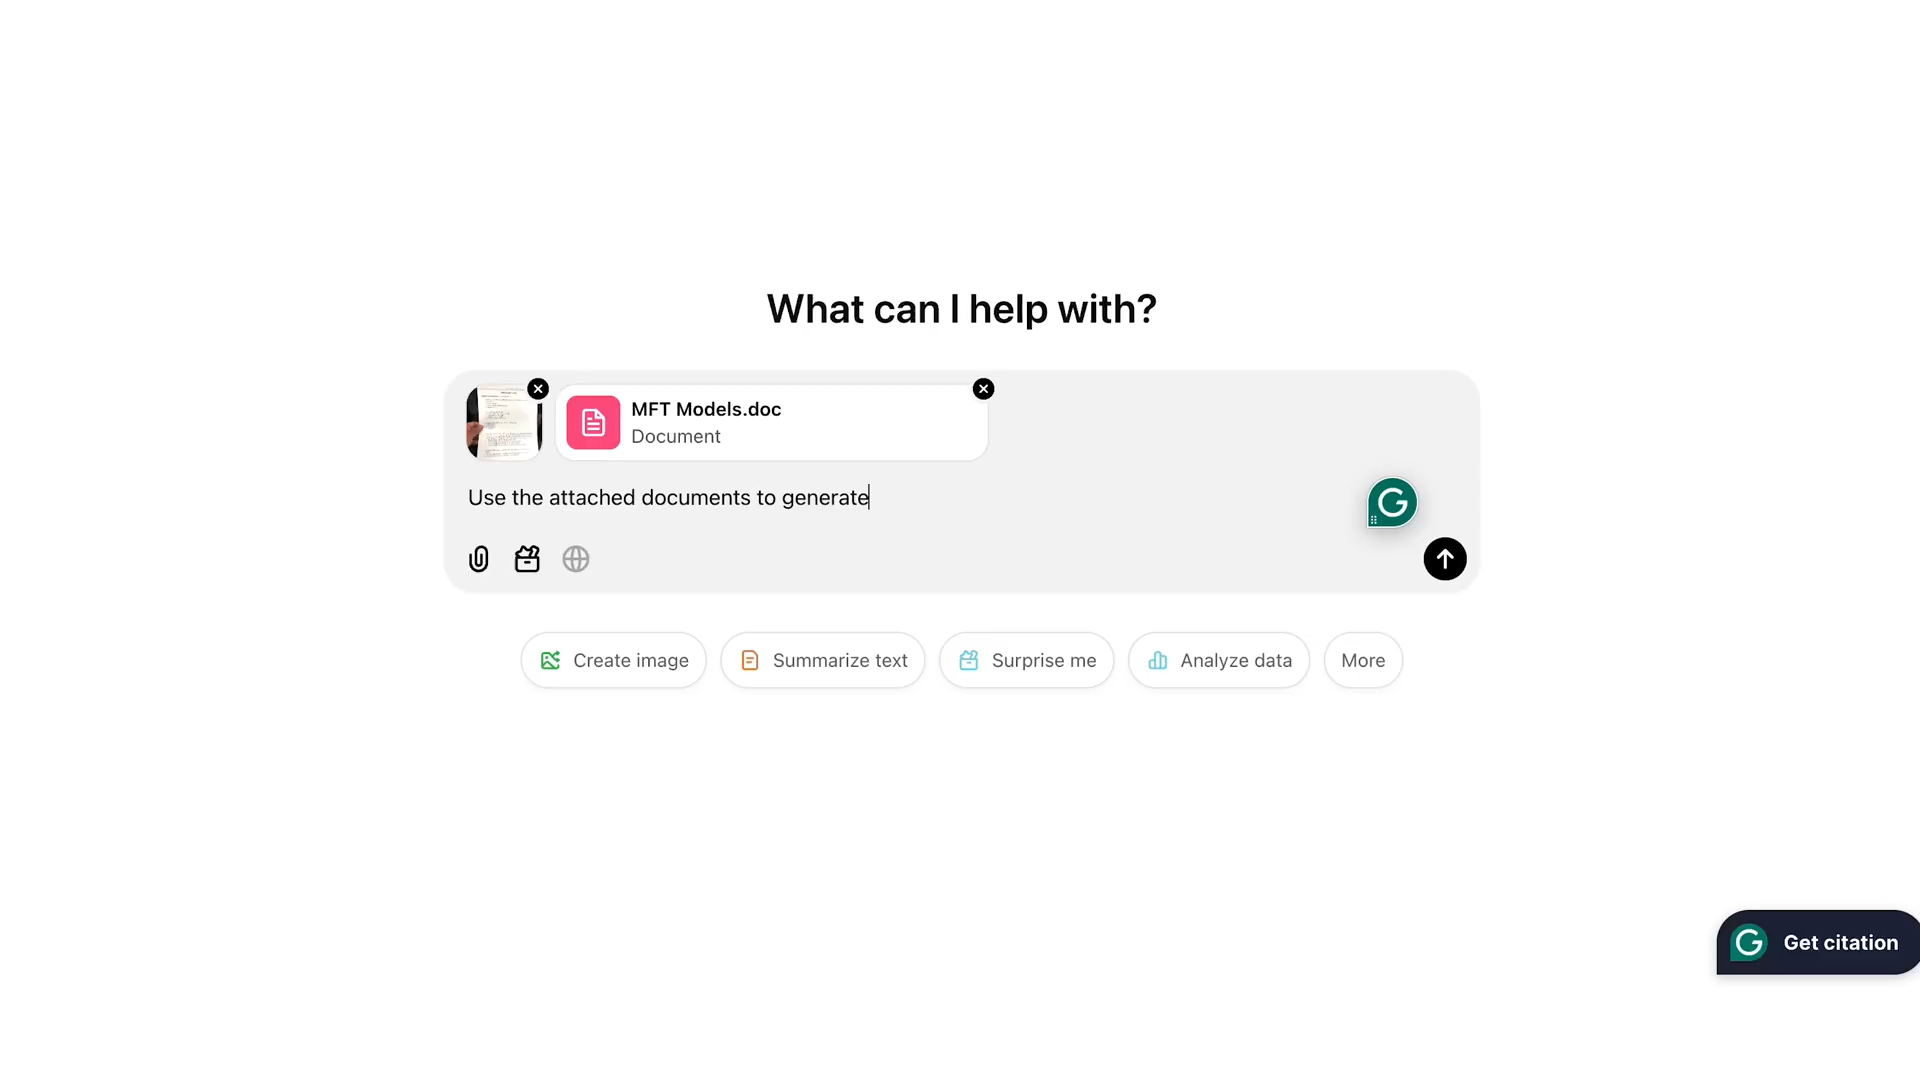 What can I help with?
MFT Models.doc
Document
Use the attached documents to generate
Create image
Summarize text
Surprise me
Analyze data
More
Get citation